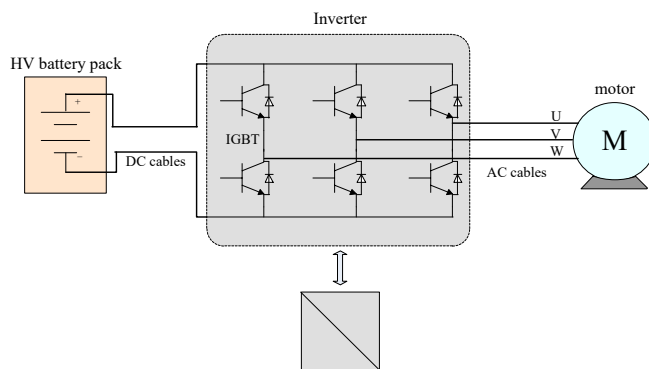 Inverter
HV battery pack
motor
+
U
IGBT
V
M
W
−
DC cables
AC cables